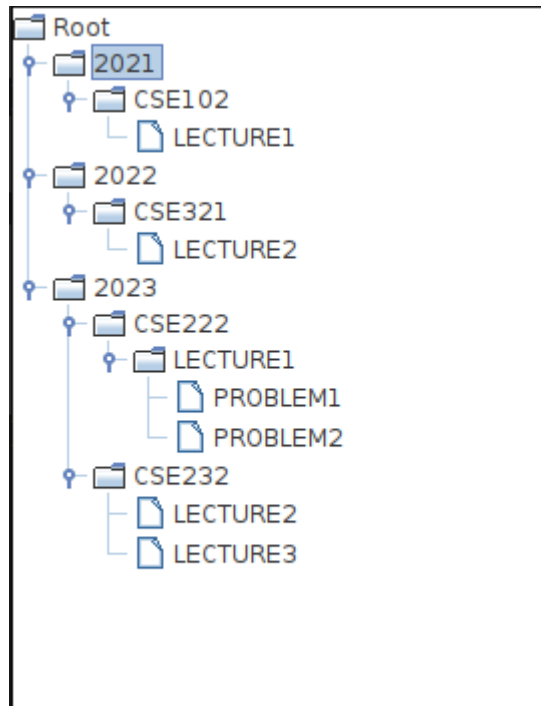 Root
2021
CSE102
LECTURE1
2022
CSE321
LECTURE2
2023
CSE222
LECTURE1
PROBLEM1
PROBLEM2
CSE232
LECTURE2
LECTURE3